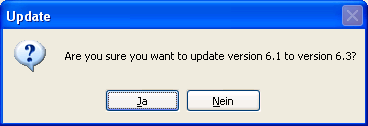 Update
Are you sure you want to update version 6.1 to version 6.3?
Ja
Nein